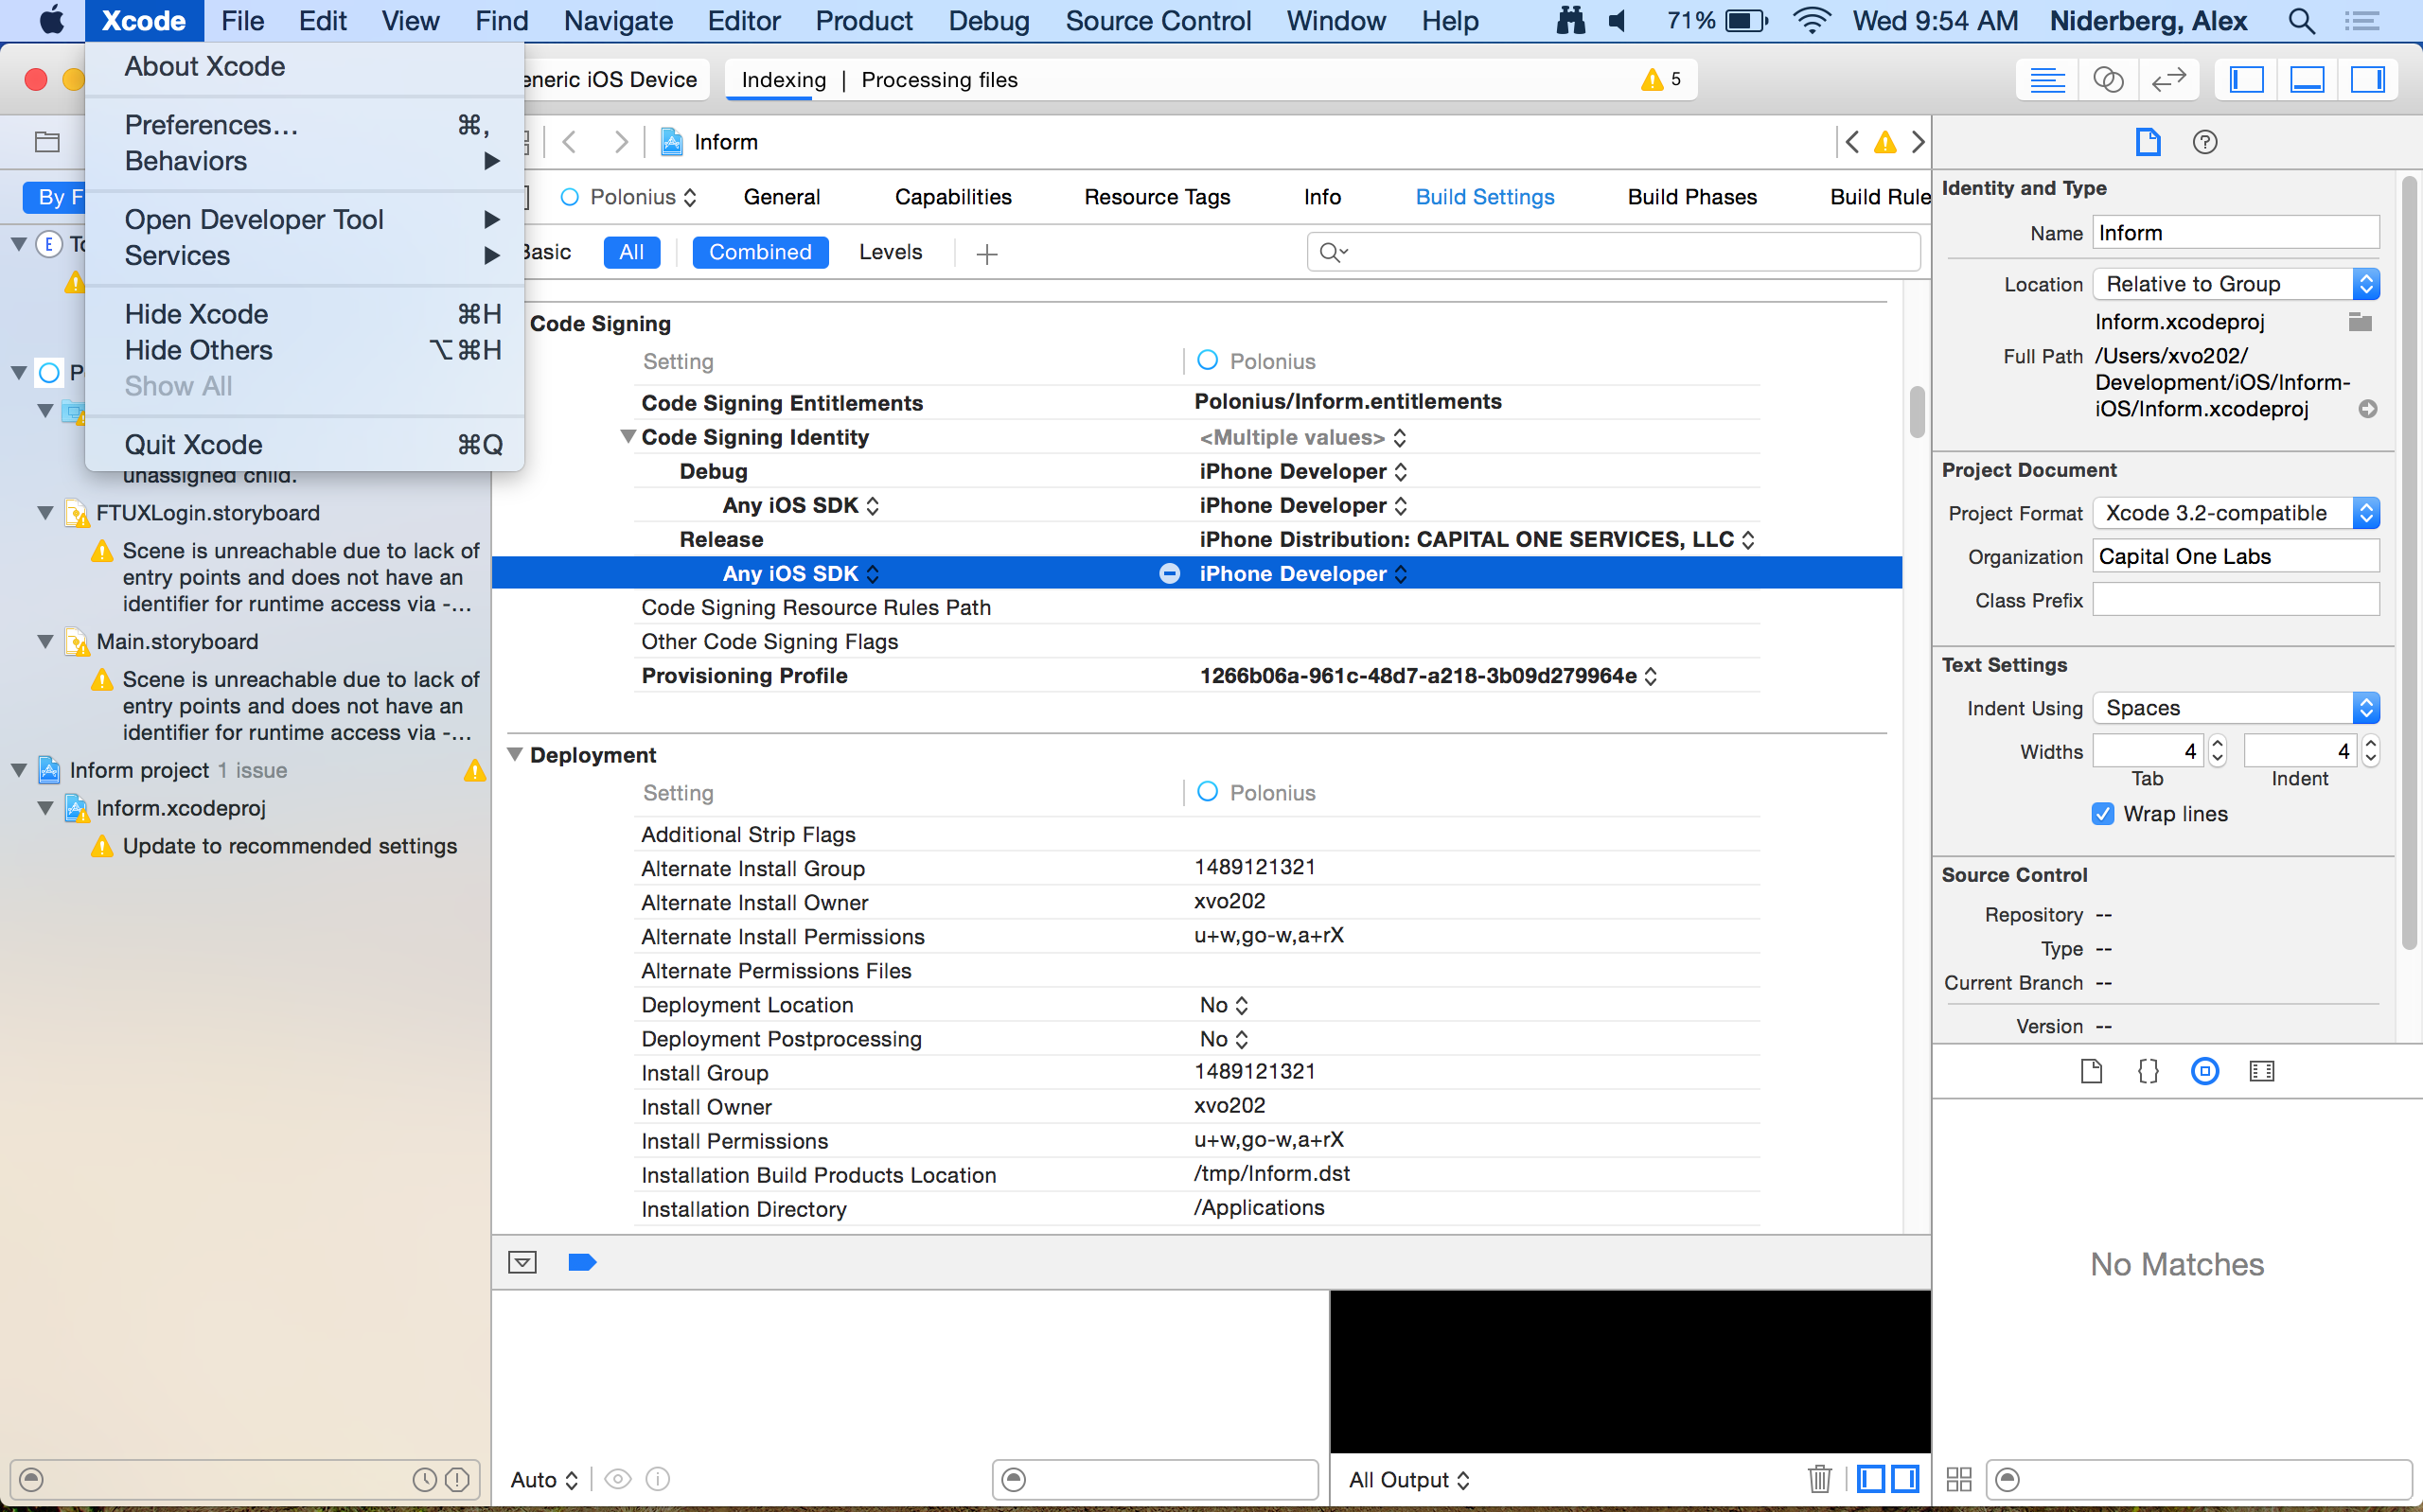 Xcode File Edit View Find Navigate Editor Product Debug Source Control Window Help 71% Wed 9:54 AM Niderberg, Alex
About Xcode
Preferences… ⌘,
Behaviors ▶
Open Developer Tool ▶
Services ▶
Hide Xcode ⌘H
Hide Others ⌥⌘H
Show All
Quit Xcode ⌘Q
iOS Device
Indexing | Processing files 5
Inform
By
E
unassigned child.
FTUXLogin.storyboard
Scene is unreachable due to lack of
entry points and does not have an
identifier for runtime access via -...
Main.storyboard
Scene is unreachable due to lack of
entry points and does not have an
identifier for runtime access via -...
Inform project 1 issue
Inform.xcodeproj
Update to recommended settings
Polonius General Capabilities Resource Tags Info Build Settings Build Phases Build Rule
All Combined Levels +
Code Signing
Setting Polonius
Code Signing Entitlements Polonius/Inform.entitlements
Code Signing Identity <Multiple values>
Debug iPhone Developer
Any iOS SDK iPhone Developer
Release iPhone Distribution: CAPITAL ONE SERVICES, LLC
Any iOS SDK iPhone Developer
Code Signing Resource Rules Path
Other Code Signing Flags
Provisioning Profile 1266b06a-961c-48d7-a218-3b09d279964e
Deployment
Setting Polonius
Additional Strip Flags
Alternate Install Group 1489121321
Alternate Install Owner xvo202
Alternate Install Permissions u+w,go-w,a+rX
Alternate Permissions Files
Deployment Location No
Deployment Postprocessing No
Install Group 1489121321
Install Owner xvo202
Install Permissions u+w,go-w,a+rX
Installation Build Products Location /tmp/Inform.dst
Installation Directory /Applications
Auto
All Output
Identity and Type
Name Inform
Location Relative to Group
Inform.xcodeproj
Full Path /Users/xvo202/
Development/iOS/Inform-
iOS/Inform.xcodeproj
Project Document
Project Format Xcode 3.2-compatible
Organization Capital One Labs
Class Prefix
Text Settings
Indent Using Spaces
Widths 4 4
Tab Indent
Wrap lines
Source Control
Repository --
Type --
Current Branch --
Version --
{}
No Matches